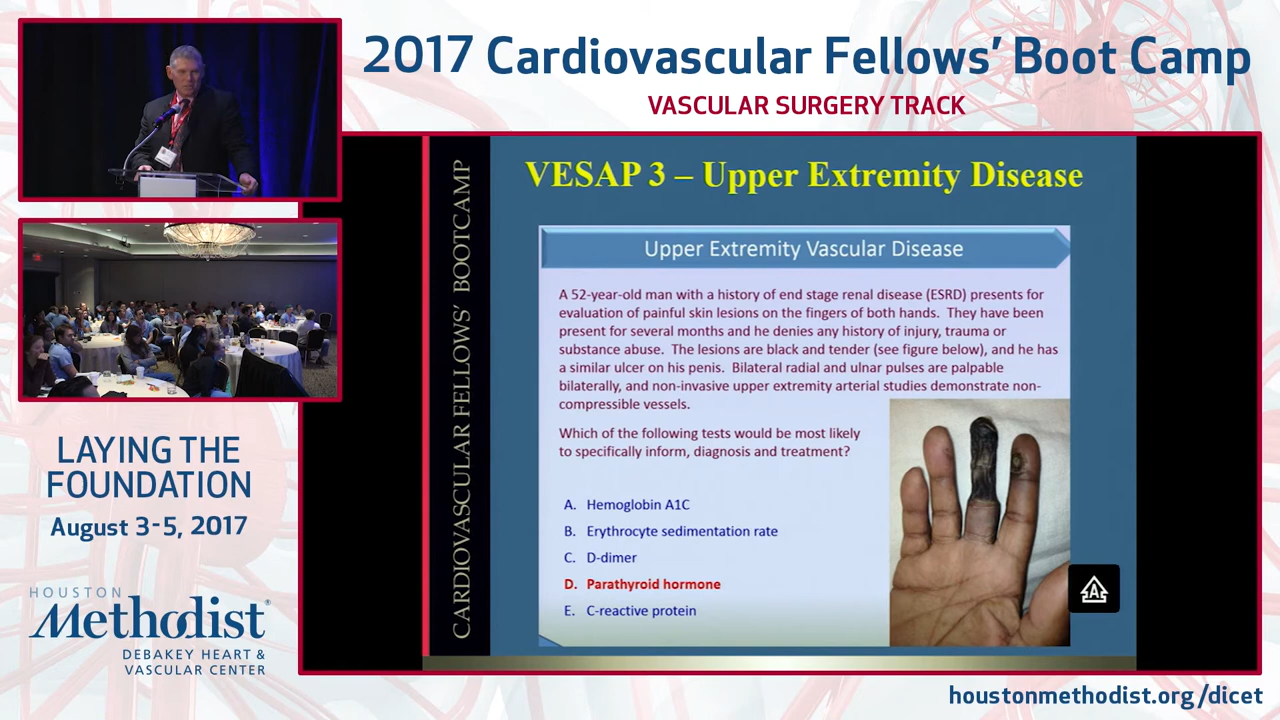 2017 Cardiovascular Fellows’ Boot Camp
VASCULAR SURGERY TRACK
CARDIOVASCULAR FELLOWS’ BOOTCAMP
VESAP 3 – Upper Extremity Disease
Upper Extremity Vascular Disease
A 52-year-old man with a history of end stage renal disease (ESRD) presents for
evaluation of painful skin lesions on the fingers of both hands. They have been
present for several months and he denies any history of injury, trauma or
substance abuse. The lesions are black and tender (see figure below), and he has
a similar ulcer on his penis. Bilateral radial and ulnar pulses are palpable
bilaterally, and non-invasive upper extremity arterial studies demonstrate non-
compressible vessels.
Which of the following tests would be most likely
to specifically inform, diagnosis and treatment?
A. Hemoglobin A1C
B. Erythrocyte sedimentation rate
C. D-dimer
D. Parathyroid hormone
E. C-reactive protein
A
LAYING THE
FOUNDATION
August 3-5, 2017
HOUSTON
Methodist®
DEBAKEY HEART &
VASCULAR CENTER
houstonmethodist.org/dicet